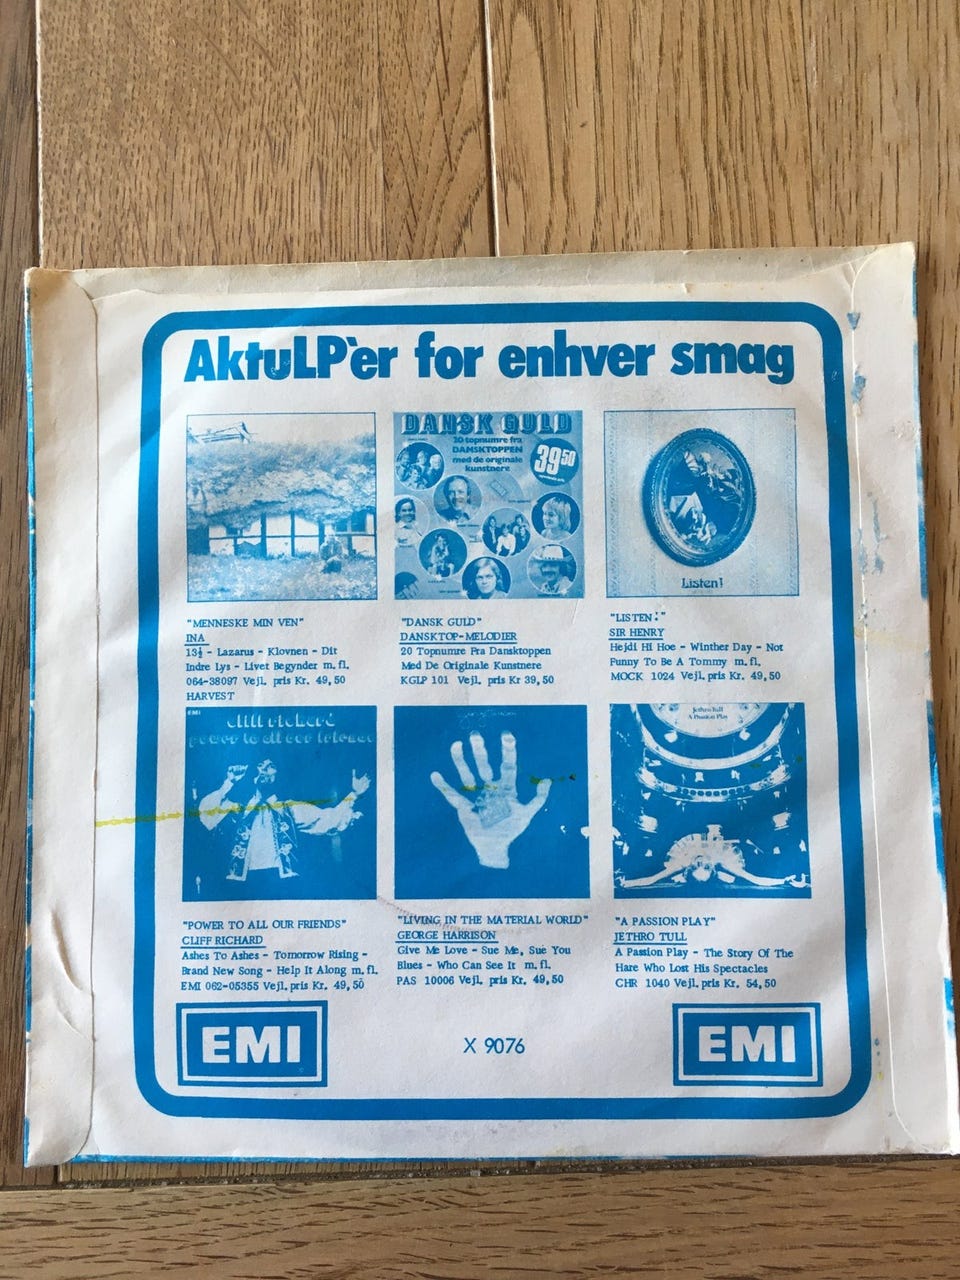 AktuLP'er for enhver smag
DANSK GULD
20 topnumre fra
DANSKTOPPEN
med de originale
kunstnere
39⁵⁰
Listen!
"MENNESKE MIN VEN"
INA
13½ - Lazarus - Klovnen - Dit
Indre Lys - Livet Begynder m. fl.
064-38097 Vejl. pris Kr. 49,50
HARVEST
"DANSK GULD"
DANSKTOP-MELODIER
20 Topnumre Fra Dansktoppen
Med De Originale Kunstnere
KGLP 101 Vejl. pris Kr 39,50
"LISTEN!"
SIR HENRY
Hejdi Hi Hoe - Winther Day - Not
Funny To Be A Tommy m. fl.
MOCK 1024 Vejl. pris Kr. 49,50
EMI
cliff richard
power to all our friends
Jethro Tull
A Passion Play
"POWER TO ALL OUR FRIENDS"
CLIFF RICHARD
Ashes To Ashes - Tomorrow Rising -
Brand New Song - Help It Along m. fl.
EMI 062-05355 Vejl. pris Kr. 49,50
"LIVING IN THE MATERIAL WORLD"
GEORGE HARRISON
Give Me Love - Sue Me, Sue You
Blues - Who Can See It m. fl.
PAS 10006 Vejl. pris Kr. 49,50
"A PASSION PLAY"
JETHRO TULL
A Passion Play - The Story Of The
Hare Who Lost His Spectacles
CHR 1040 Vejl. pris Kr. 54,50
EMI
X 9076
EMI